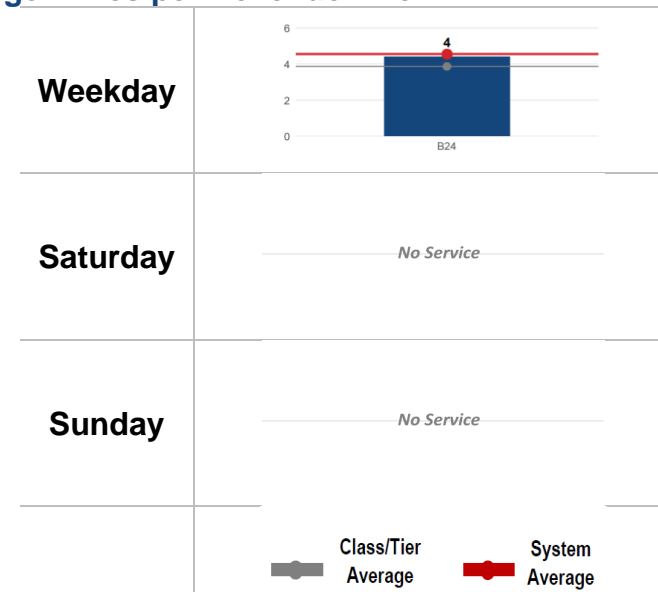 Weekday
6
4
4
2
0
B24
Saturday
No Service
Sunday
No Service
Class/Tier
Average
System
Average